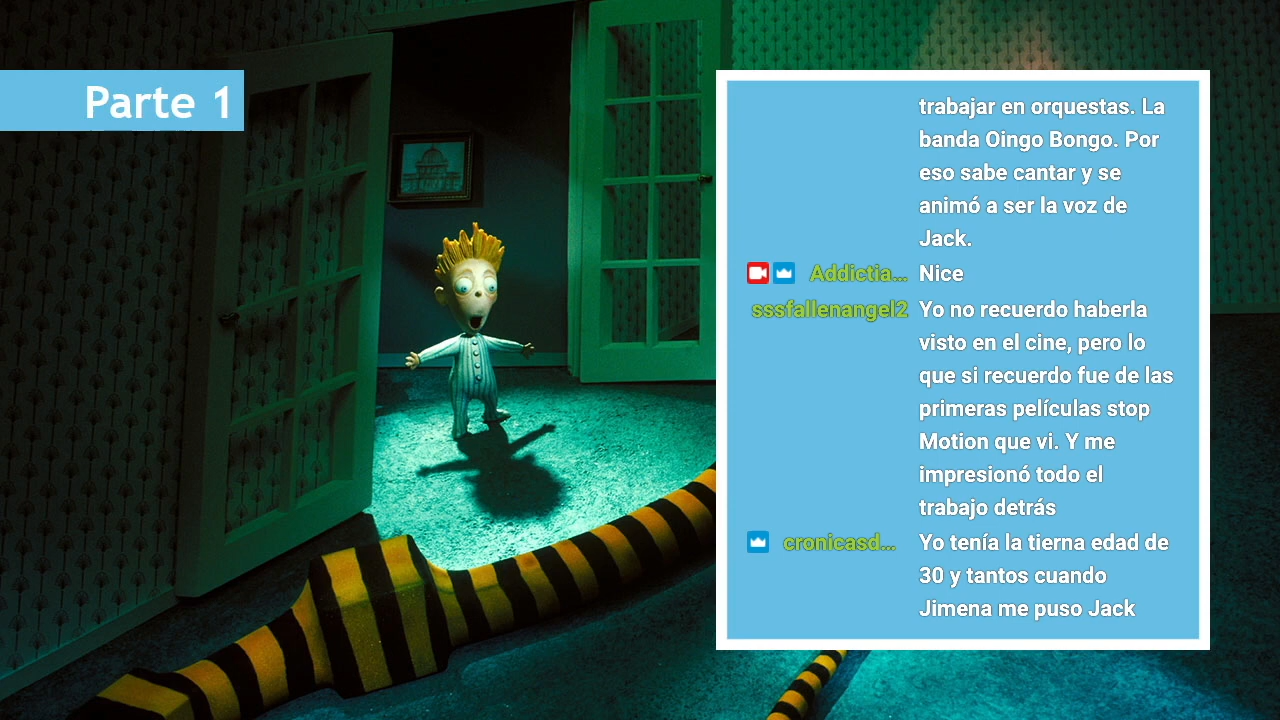 Parte 1
trabajar en orquestas. La
banda Oingo Bongo. Por
eso sabe cantar y se
animó a ser la voz de
Jack.
Addictia... Nice
sssfallenangel2 Yo no recuerdo haberla
visto en el cine, pero lo
que si recuerdo fue de las
primeras películas stop
Motion que vi. Y me
impresionó todo el
trabajo detrás
cronicasd... Yo tenía la tierna edad de
30 y tantos cuando
Jimena me puso Jack